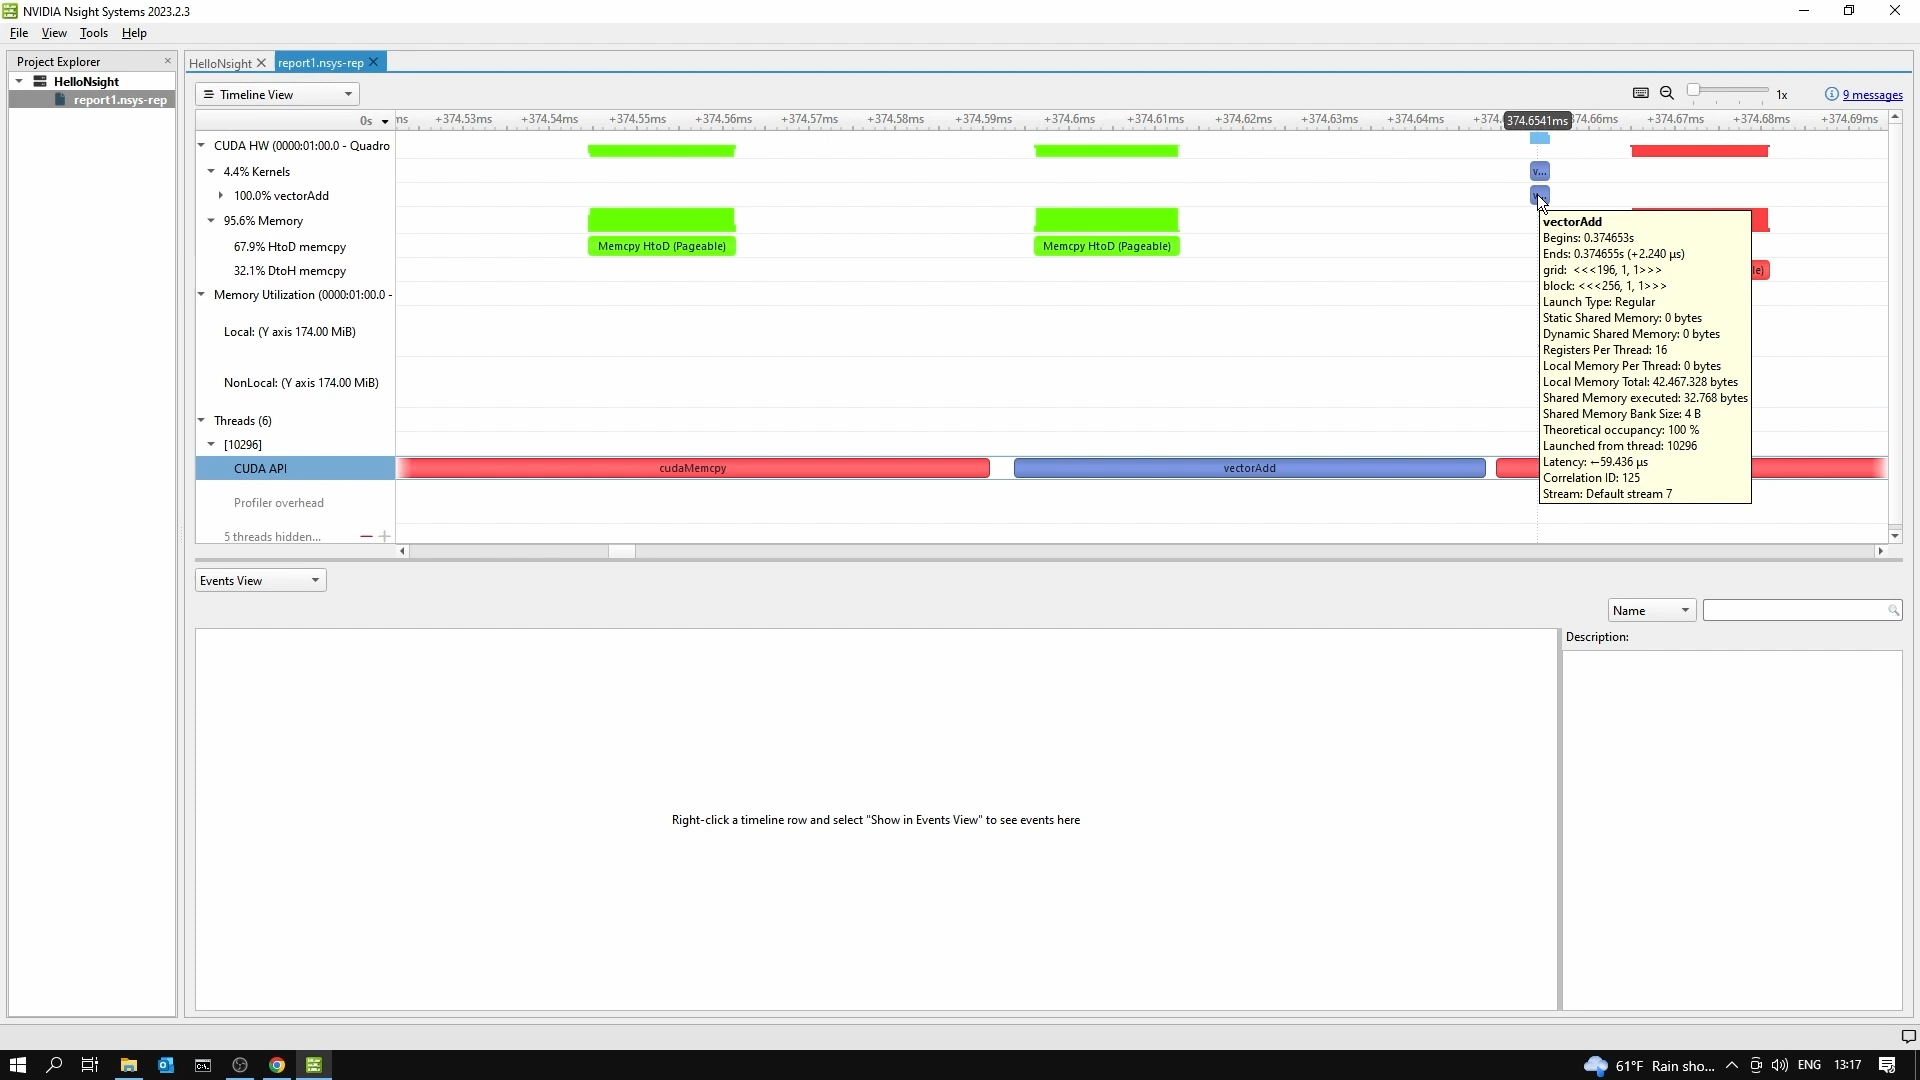 NVIDIA Nsight Systems 2023.2.3
File View Tools Help
Project Explorer
HelloNsight
report1.nsys-rep
HelloNsight
report1.nsys-rep
Timeline View
1x
9 messages
0s
ms +374.53ms +374.54ms +374.55ms +374.56ms +374.57ms +374.58ms +374.59ms +374.6ms +374.61ms +374.62ms +374.63ms +374.64ms 374.6541ms 374.66ms +374.67ms +374.68ms +374.69ms
CUDA HW (0000:01:00.0 - Quadro
4.4% Kernels
v...
100.0% vectorAdd
95.6% Memory
67.9% HtoD memcpy
Memcpy HtoD (Pageable)
Memcpy HtoD (Pageable)
32.1% DtoH memcpy
le)
Memory Utilization (0000:01:00.0 -
Local: (Y axis 174.00 MiB)
NonLocal: (Y axis 174.00 MiB)
Threads (6)
[10296]
CUDA API
cudaMemcpy
vectorAdd
Profiler overhead
5 threads hidden...
vectorAdd
Begins: 0.374653s
Ends: 0.374655s (+2.240 μs)
grid: <<<196, 1, 1>>>
block: <<<256, 1, 1>>>
Launch Type: Regular
Static Shared Memory: 0 bytes
Dynamic Shared Memory: 0 bytes
Registers Per Thread: 16
Local Memory Per Thread: 0 bytes
Local Memory Total: 42.467.328 bytes
Shared Memory executed: 32.768 bytes
Shared Memory Bank Size: 4 B
Theoretical occupancy: 100 %
Launched from thread: 10296
Latency: ←59.436 μs
Correlation ID: 125
Stream: Default stream 7
Events View
Name
Description:
Right-click a timeline row and select "Show in Events View" to see events here
61°F Rain sho...
ENG
13:17